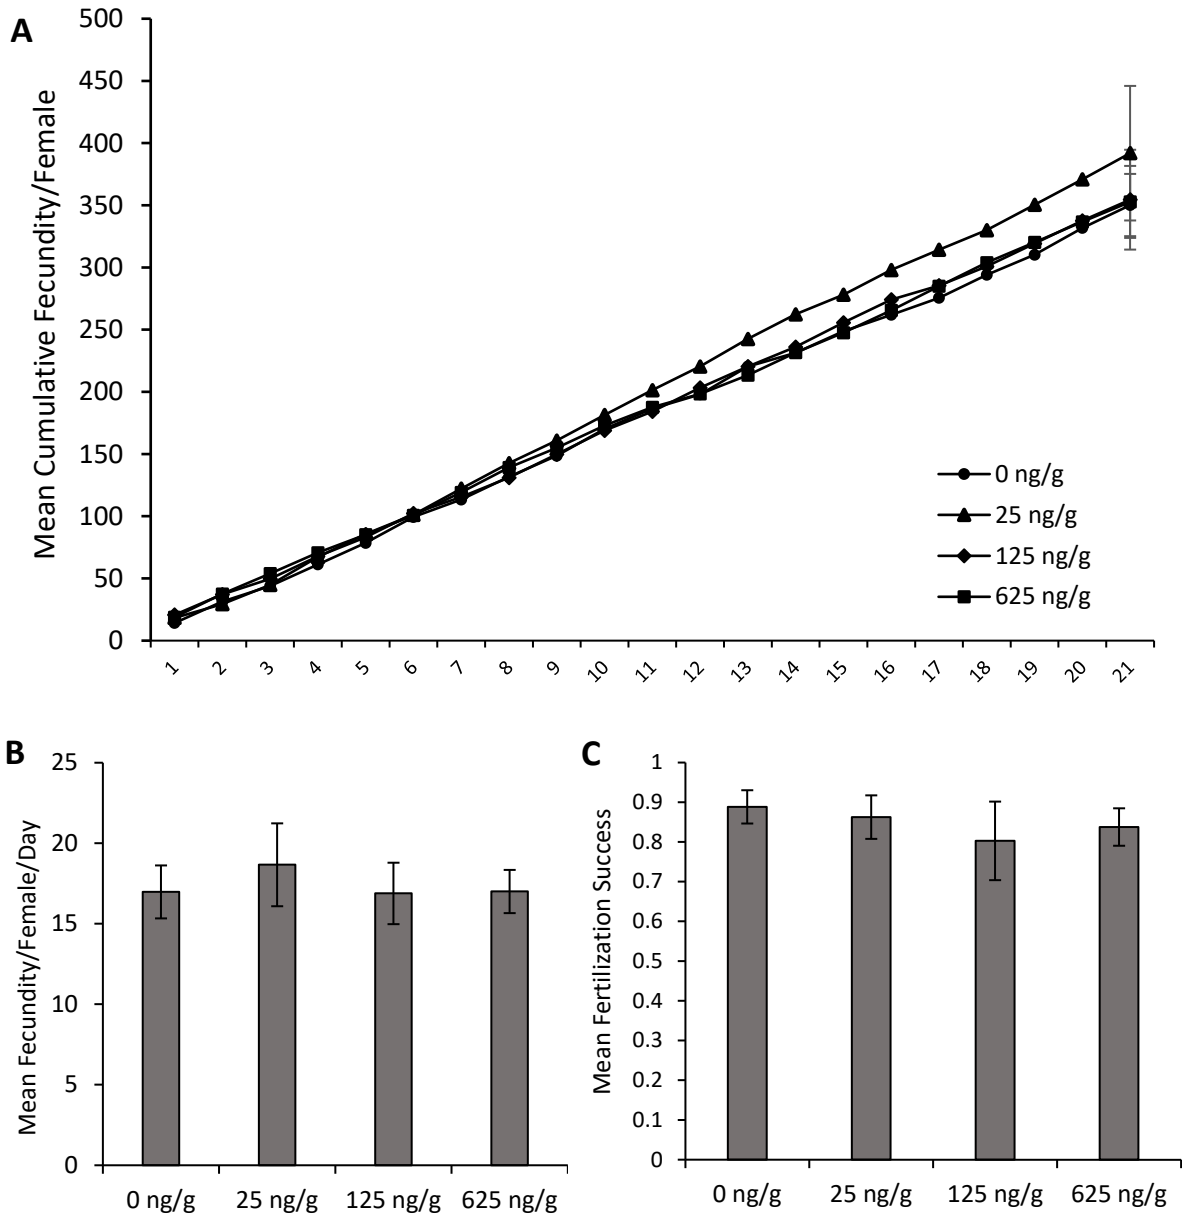 A
Mean Cumulative Fecundity/Female
500
450
400
350
300
250
200
150
100
50
0
0 ng/g
25 ng/g
125 ng/g
625 ng/g
1 2 3 4 5 6 7 8 9 10 11 12 13 14 15 16 17 18 19 20 21
B
Mean Fecundity/Female/Day
25
20
15
10
5
0
0 ng/g 25 ng/g 125 ng/g 625 ng/g
C
Mean Fertilization Success
1
0.9
0.8
0.7
0.6
0.5
0.4
0.3
0.2
0.1
0
0 ng/g 25 ng/g 125 ng/g 625 ng/g